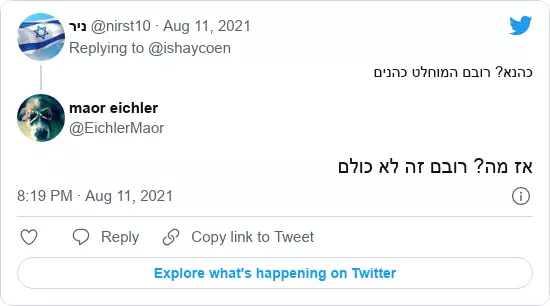 ניר @nirst10 · Aug 11, 2021
Replying to @ishaycoen
כהנא? רובם המוחלט כהנים
maor eichler
@EichlerMaor
אז מה? רובם זה לא כולם
8:19 PM · Aug 11, 2021
Reply
Copy link to Tweet
Explore what's happening on Twitter